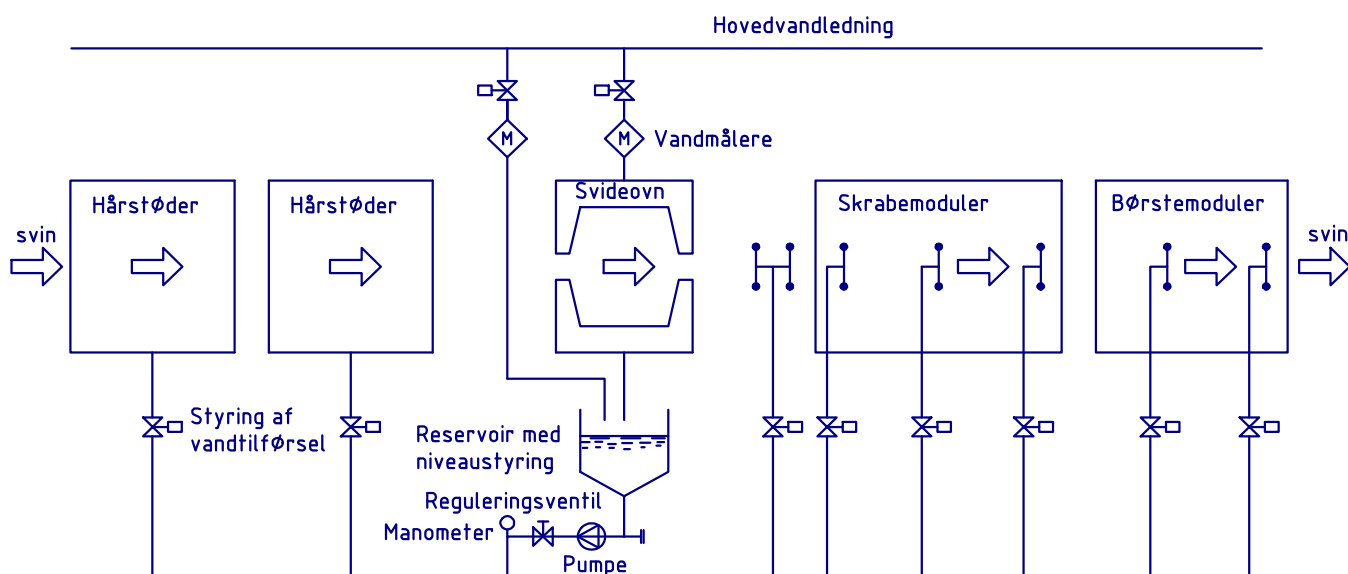 Hovedvandledning
M
M
Vandmålere
Hårstøder
Hårstøder
Svideovn
Skrabemoduler
Børstemoduler
svin
svin
Styring af
vandtilførsel
Reservoir med
niveaustyring
Reguleringsventil
Manometer
Pumpe